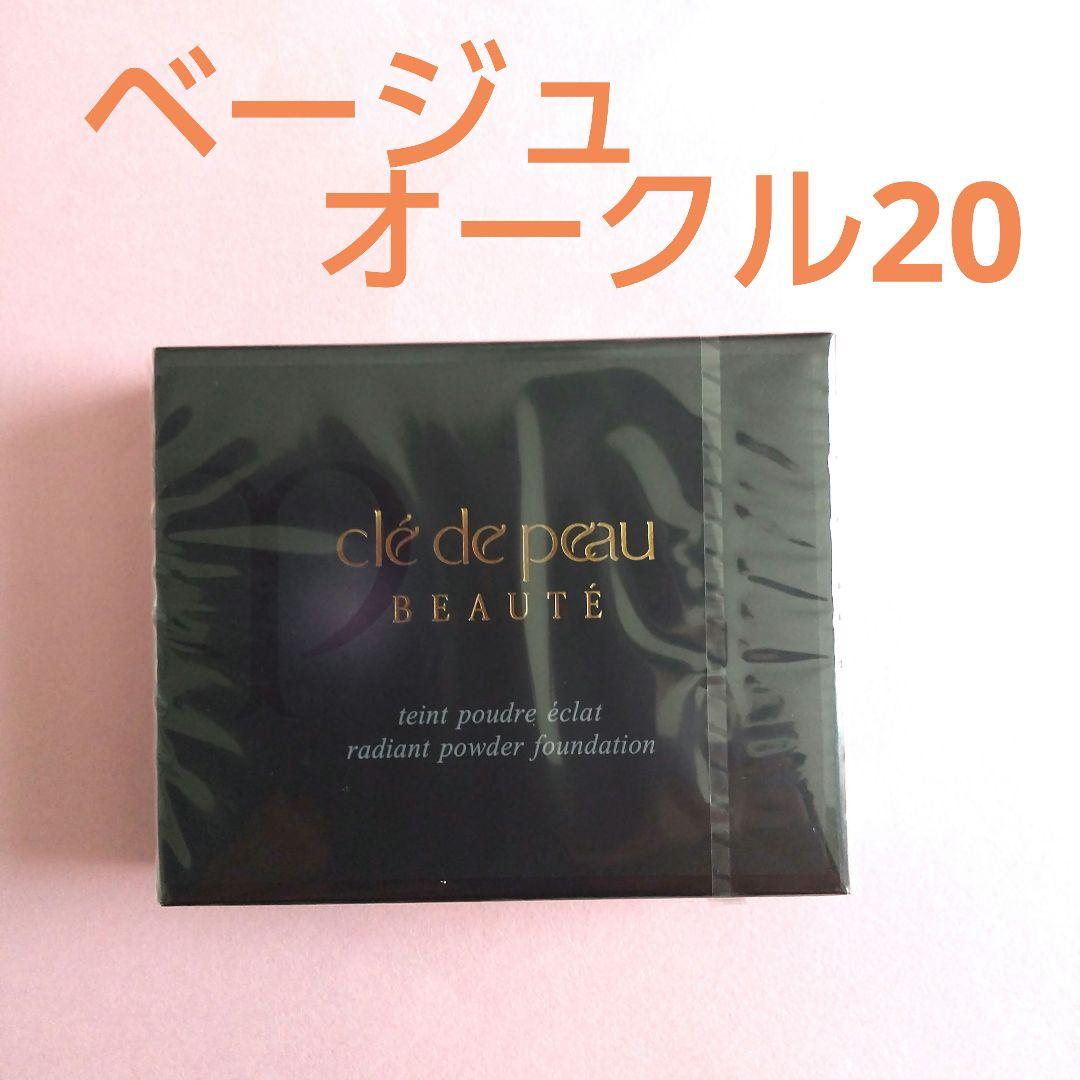 ベージュ
オークル20
clé de peau
BEAUTÉ
teint poudre éclat
radiant powder foundation